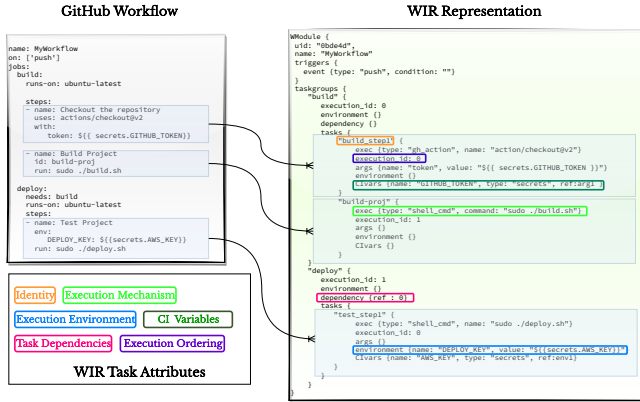 GitHub Workflow
name: MyWorkflow
on: ['push']
jobs:
build:
runs-on: ubuntu-latest
steps:
- name: Checkout the repository
uses: actions/checkout@v2
with:
token: ${{ secrets.GITHUB_TOKEN}}
- name: Build Project
id: build-proj
run: sudo ./build.sh
deploy:
needs: build
runs-on: ubuntu-latest
steps:
- name: Test Project
env:
DEPLOY_KEY: ${{secrets.AWS_KEY}}
run: sudo ./deploy.sh
Identity
Execution Mechanism
Execution Environment
CI Variables
Task Dependencies
Execution Ordering
WIR Task Attributes
WIR Representation
WModule {
uid: "0bde4d",
name: "MyWorkflow"
triggers {
event {type: "push", condition: ""}
}
taskgroups {
"build" {
execution_id: 0
environment {}
dependency {}
tasks {
"build_step1" {
exec {type: "gh_action", name: "action/checkout@v2"}
execution_id: 0
args {name: "token", value: "${{ secrets.GITHUB_TOKEN }}"}
environment {}
CIvars {name: "GITHUB_TOKEN", type: "secrets", ref:arg1 }
}
"build-proj" {
exec {type: "shell_cmd", command: "sudo ./build.sh"}
execution_id: 1
args {}
environment {}
CIvars {}
}
"deploy" {
execution_id: 1
environment {}
dependency {ref : 0}
tasks {
"test_step1" {
exec {type: "shell_cmd", name: "sudo ./deploy.sh"}
execution_id: 0
args {}
environment {name: "DEPLOY_KEY", value: "${{secrets.AWS_KEY}}"
CIvars {name: "AWS_KEY", type: "secrets", ref:env1}
}
}
}
}